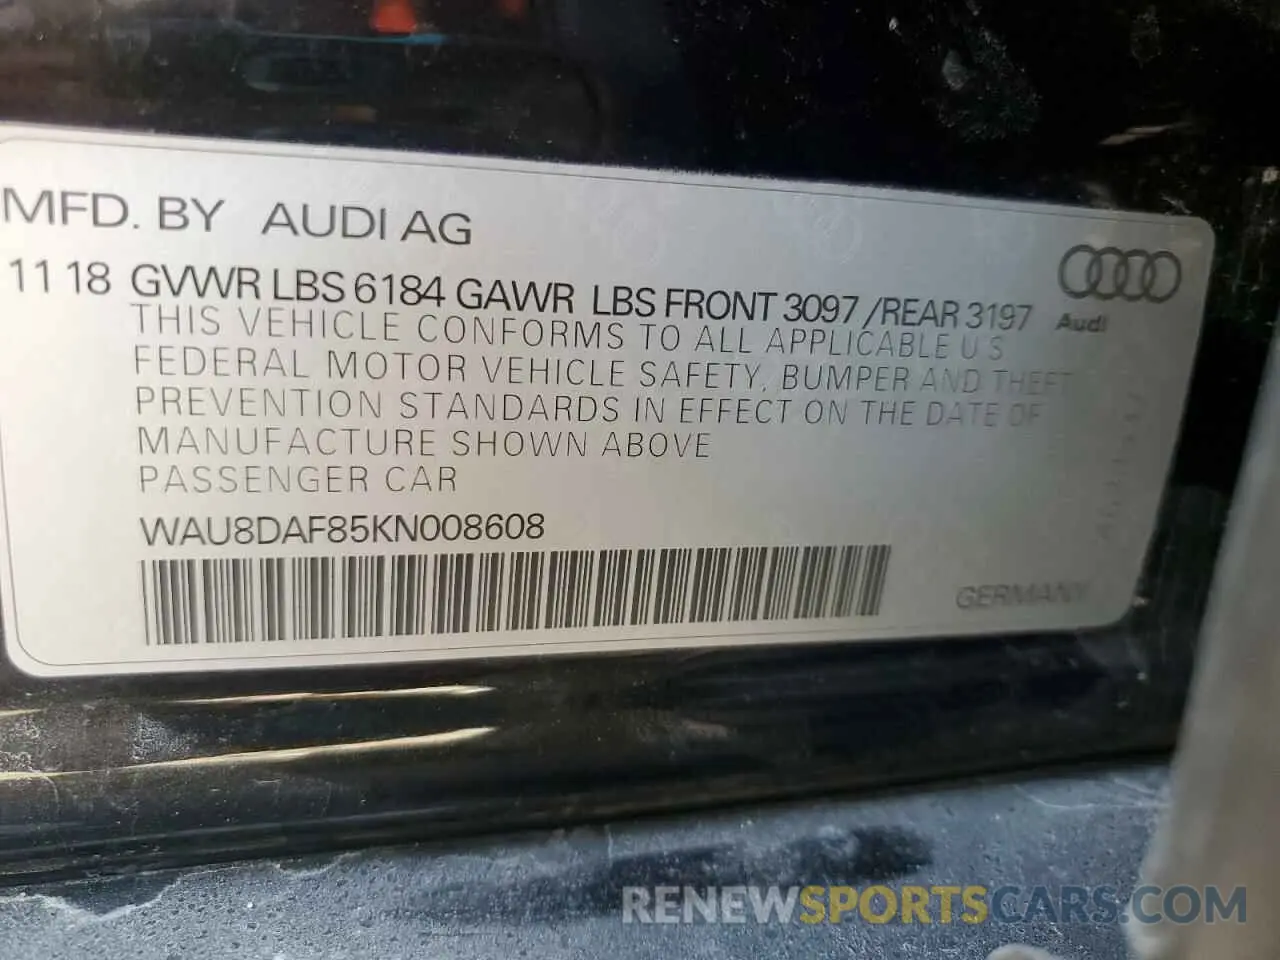 MFD. BY AUDI AG
11 18 GVWR LBS 6184 GAWR LBS FRONT 3097 /REAR 3197
Audi
THIS VEHICLE CONFORMS TO ALL APPLICABLE U S
FEDERAL MOTOR VEHICLE SAFETY, BUMPER AND THEFT
PREVENTION STANDARDS IN EFFECT ON THE DATE OF
MANUFACTURE SHOWN ABOVE
PASSENGER CAR
WAU8DAF85KN008608
GERMANY
RENEWSPORTSCARS.COM